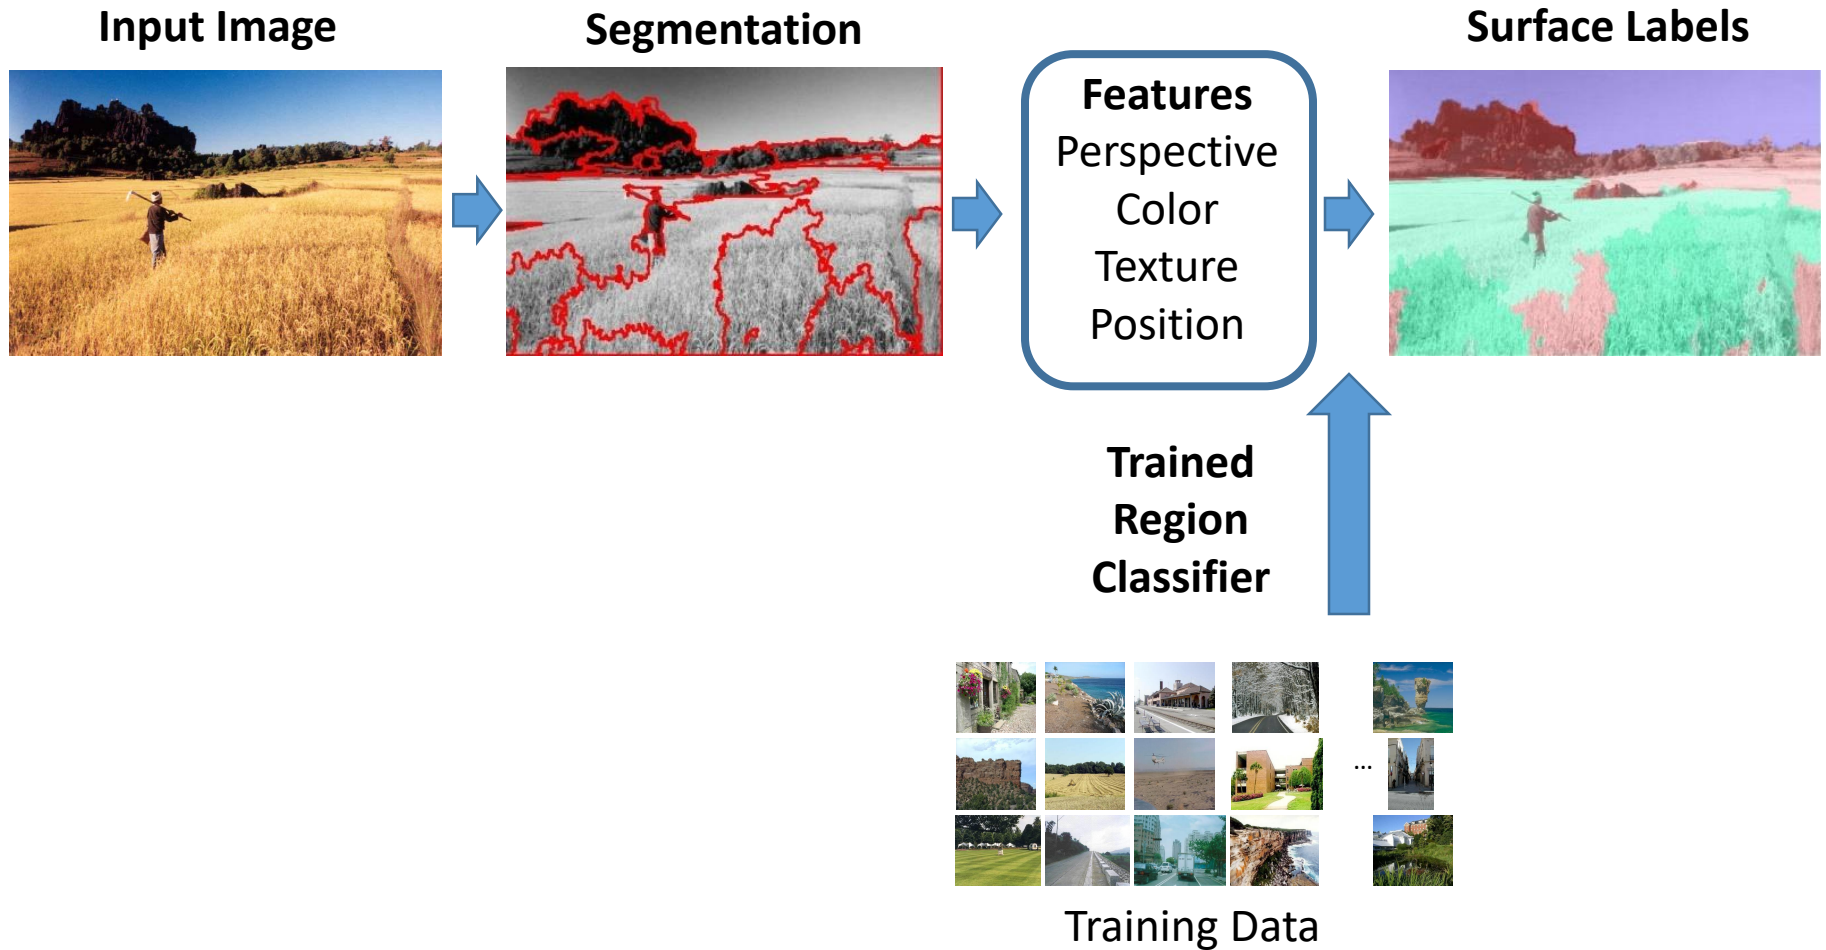 Input Image
Segmentation
Surface Labels
Features
Perspective
Color
Texture
Position
Trained
Region
Classifier
...
Training Data